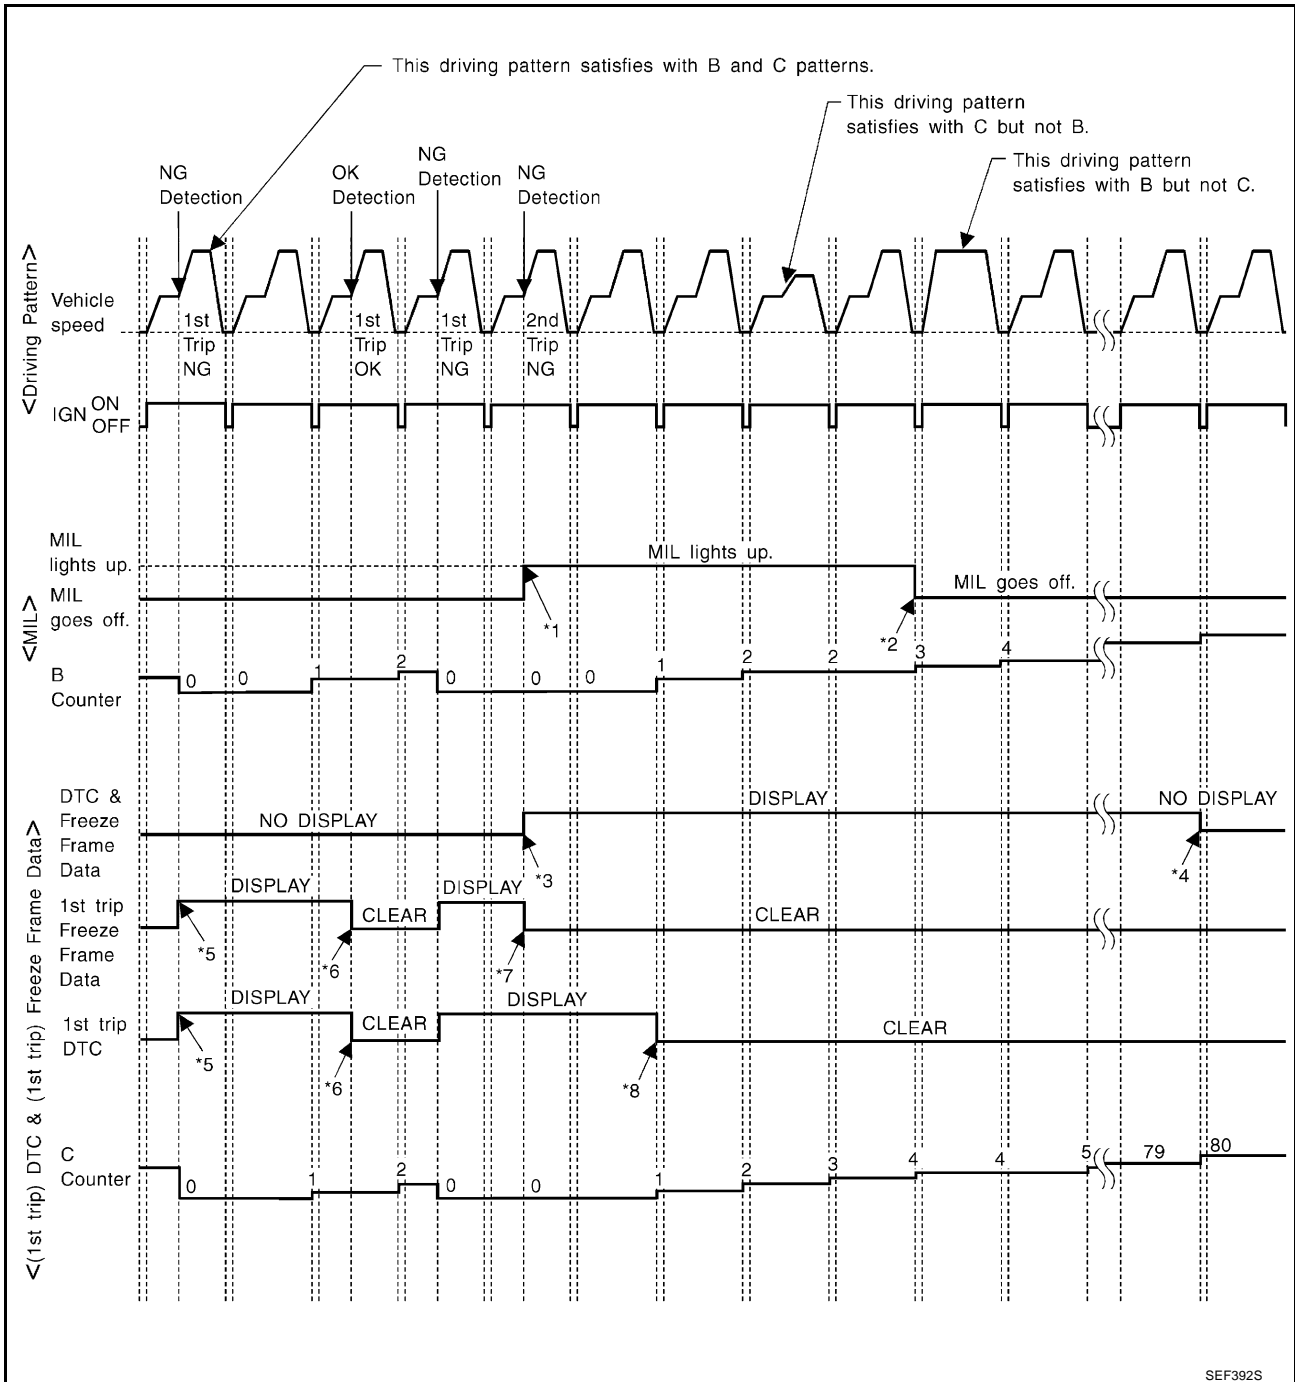 This driving pattern satisfies with B and C patterns.
This driving pattern
satisfies with C but not B.
This driving pattern
satisfies with B but not C.
NG
Detection
OK
Detection
NG
Detection
NG
Detection
<Driving Pattern>
Vehicle
speed
1st
Trip
NG
1st
Trip
OK
1st
Trip
NG
2nd
Trip
NG
IGN ON
OFF
<MIL>
MIL
lights up.
MIL lights up.
MIL
goes off.
MIL goes off.
*1
*2
B
Counter
0 0 1 2 0 0 0 1 2 2 3 4
<(1st trip) DTC & (1st trip) Freeze Frame Data>
DTC &
Freeze
Frame
Data
NO DISPLAY
DISPLAY
NO DISPLAY
*3
*4
1st trip
Freeze
Frame
Data
DISPLAY
CLEAR
DISPLAY
CLEAR
*5
*6
*7
1st trip
DTC
DISPLAY
CLEAR
DISPLAY
CLEAR
*5
*6
*8
C
Counter
0 1 2 0 0 1 2 3 4 4 5 79 80
SEF392S